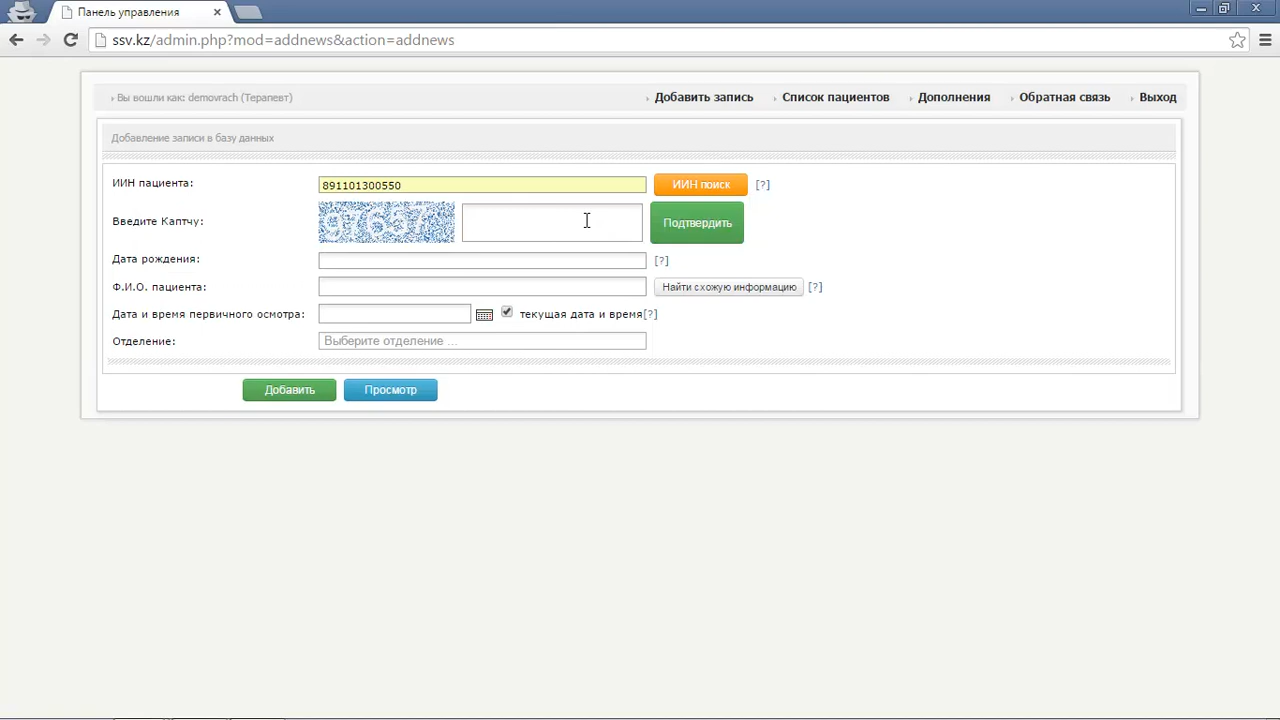 Панель управления
ssv.kz/admin.php?mod=addnews&action=addnews
Вы вошли как: demovrach (Терапевт)
Добавить запись
Список пациентов
Дополнения
Обратная связь
Выход
Добавление записи в базу данных
ИИН пациента: 891101300550 ИИН поиск [?]
Введите Каптчу: Подтвердить
Дата рождения: [?]
Ф.И.О. пациента: Найти схожую информацию [?]
Дата и время первичного осмотра: текущая дата и время[?]
Отделение: Выберите отделение ...
Добавить Просмотр